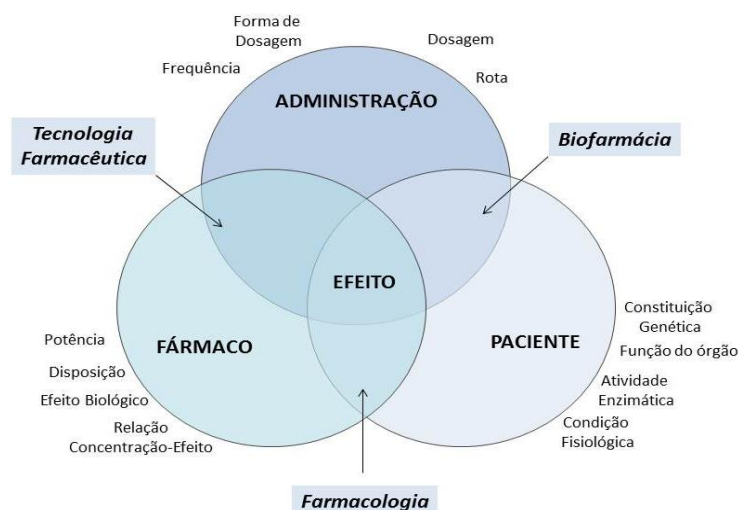 Forma de
Dosagem
Dosagem
Frequência
Rota
ADMINISTRAÇÃO
Tecnologia
Farmacêutica
Biofarmácia
EFEITO
FÁRMACO
PACIENTE
Constituição
Genética
Função do órgão
Atividade
Enzimática
Condição
Fisiológica
Potência
Disposição
Efeito Biológico
Relação
Concentração-Efeito
Farmacologia